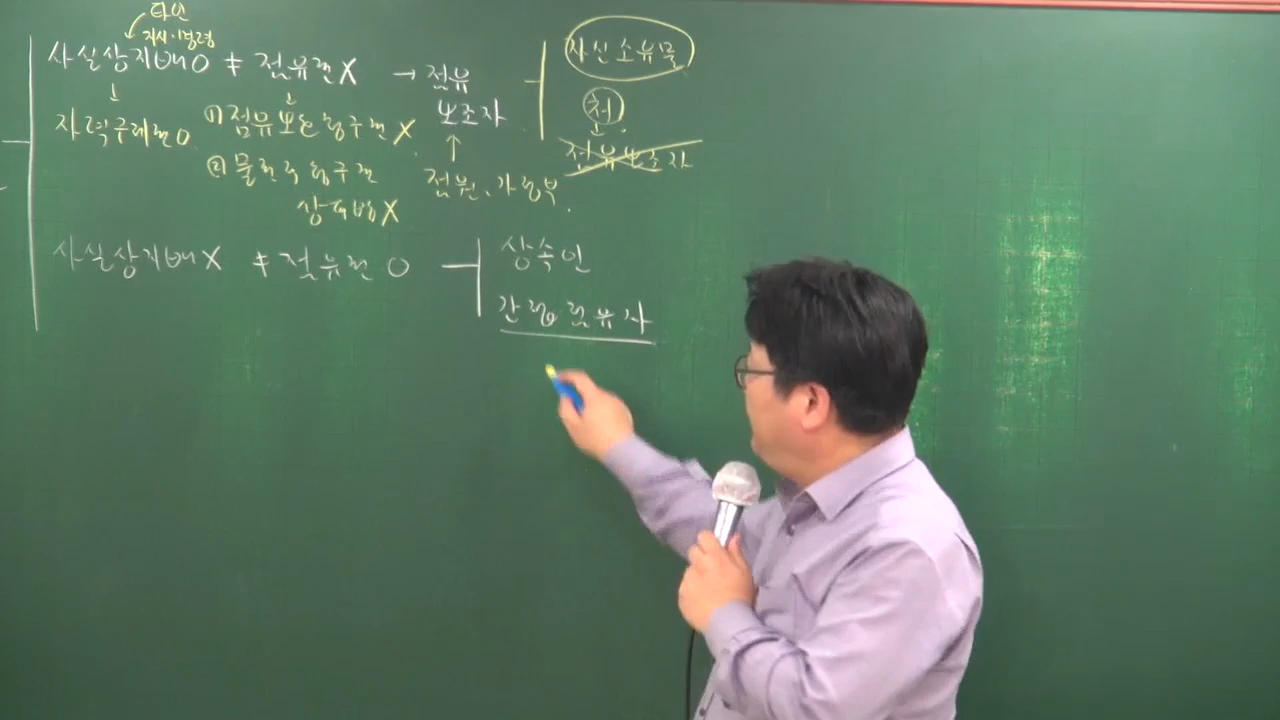 타인
지시·명령
사실상지배O ≠ 점유권X → 점유
보조자
자신소유물
처
점유보조자
↓
자력구제권O
↓
① 점유보호청구권X
② 물권적청구권
상대방X
↑
점원、가정부
사실상지배X ≠ 점유권O
상속인
간접점유자